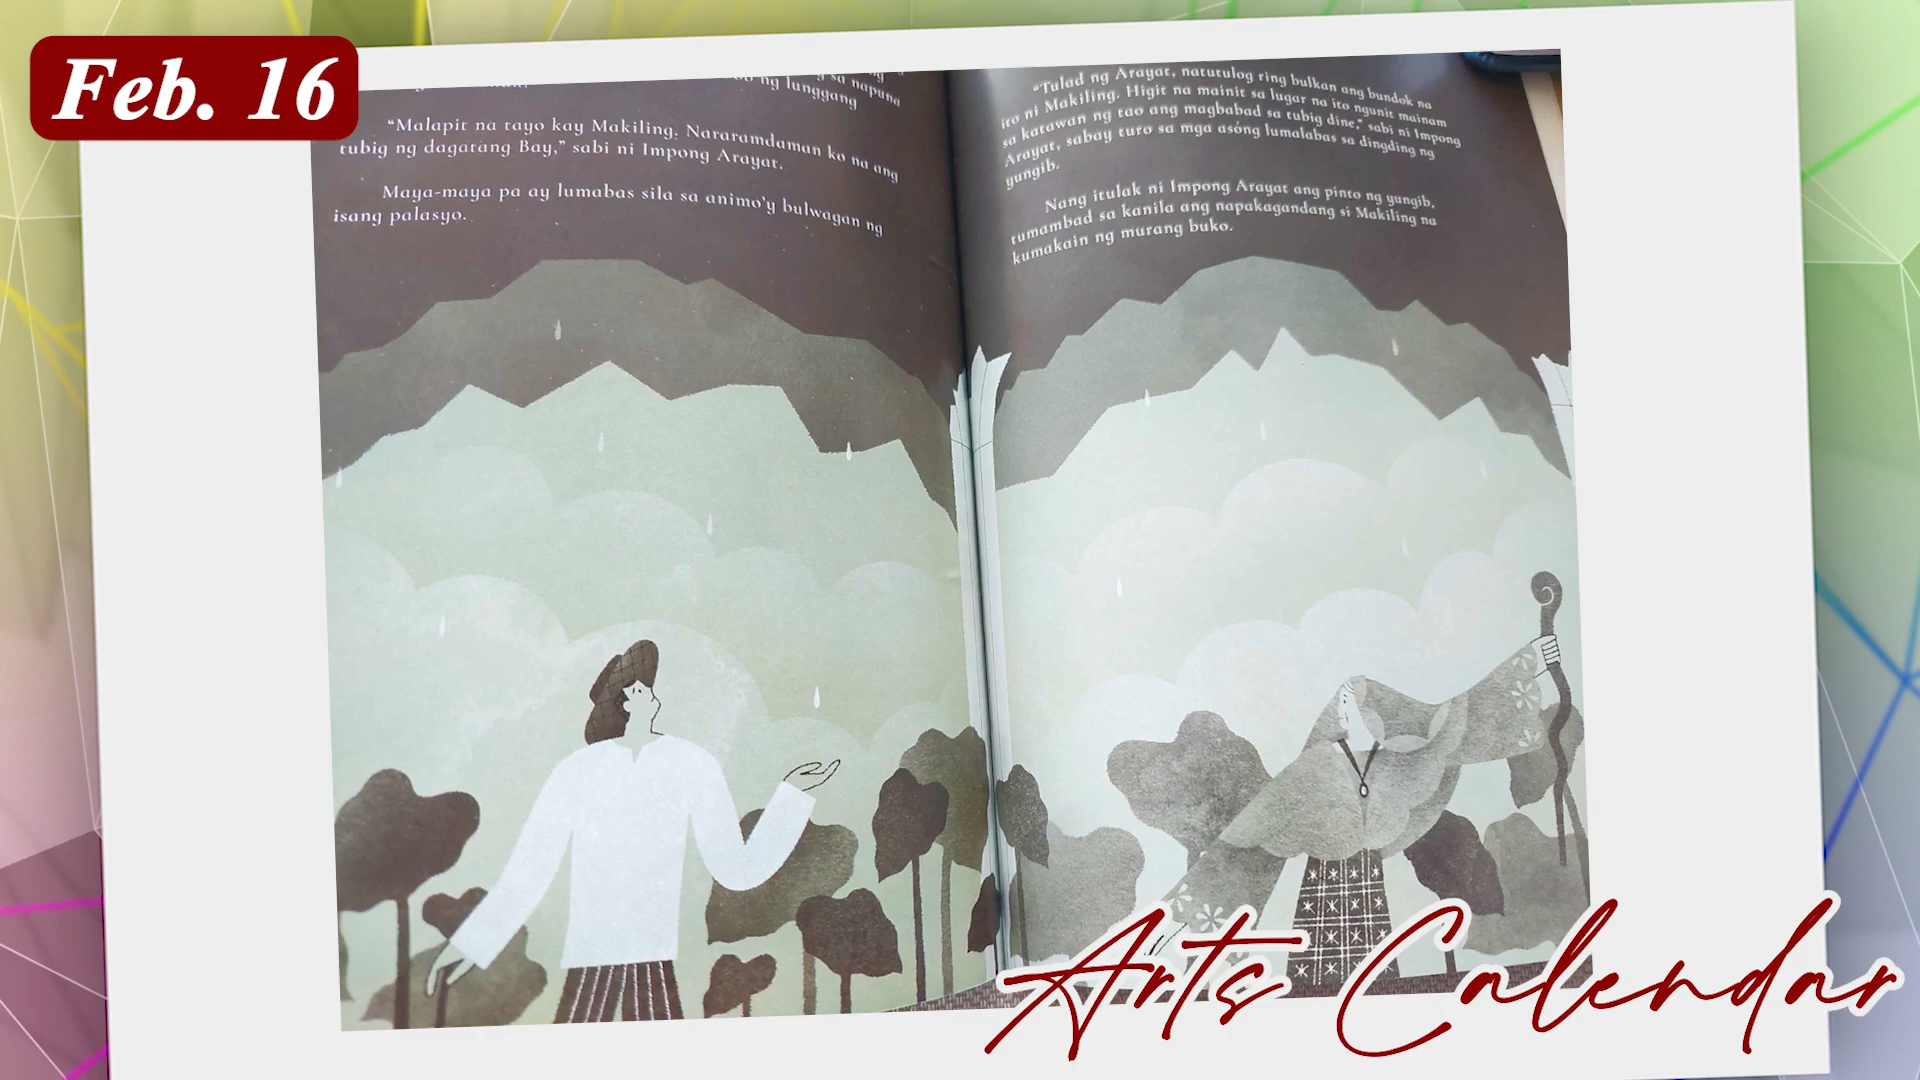 Feb. 16
ng lunggang
sa napuna
“Malapit na tayo kay Makiling. Nararamdaman ko na ang
tubig ng dagatang Bay,” sabi ni Impong Arayat.
Maya-maya pa ay lumabas sila sa animo’y bulwagan ng
isang palasyo.
“Tulad ng Arayat, natutulog ring bulkan ang bundok na
ito ni Makiling. Higit na mainit sa lugar na ito ngunit mainam
sa katawan ng tao ang magbabad sa tubig dine,” sabi ni Impong
Arayat, sabay turo sa mga asóng lumalabas sa dingding ng
yungib.
Nang itulak ni Impong Arayat ang pinto ng yungib,
tumambad sa kanila ang napakagandang si Makiling na
kumakain ng murang buko.
Arts Calendar